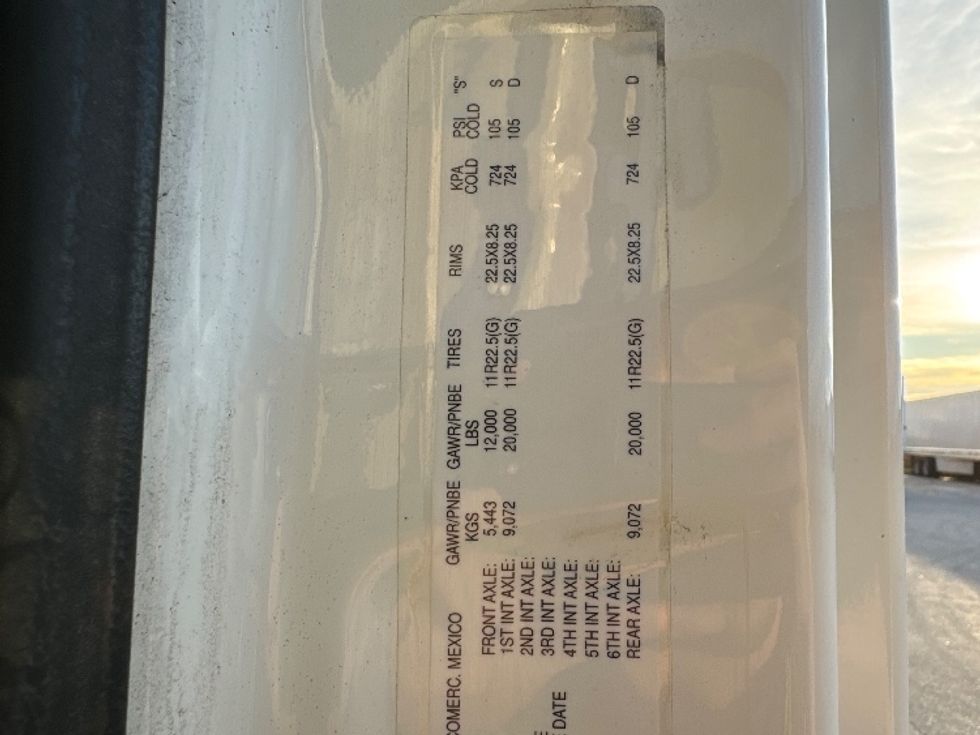 COMERC. MEXICO
GAWR/PNBE GAWR/PNBE TIRES RIMS KPA PSI "S"
KGS LBS COLD COLD
FRONT AXLE: 5,443 12,000 11R22.5(G) 22.5X8.25 724 105 S
1ST INT AXLE: 9,072 20,000 11R22.5(G) 22.5X8.25 724 105 D
2ND INT AXLE:
3RD INT AXLE:
4TH INT AXLE:
5TH INT AXLE:
6TH INT AXLE:
REAR AXLE: 9,072 20,000 11R22.5(G) 22.5X8.25 724 105 D
DATE